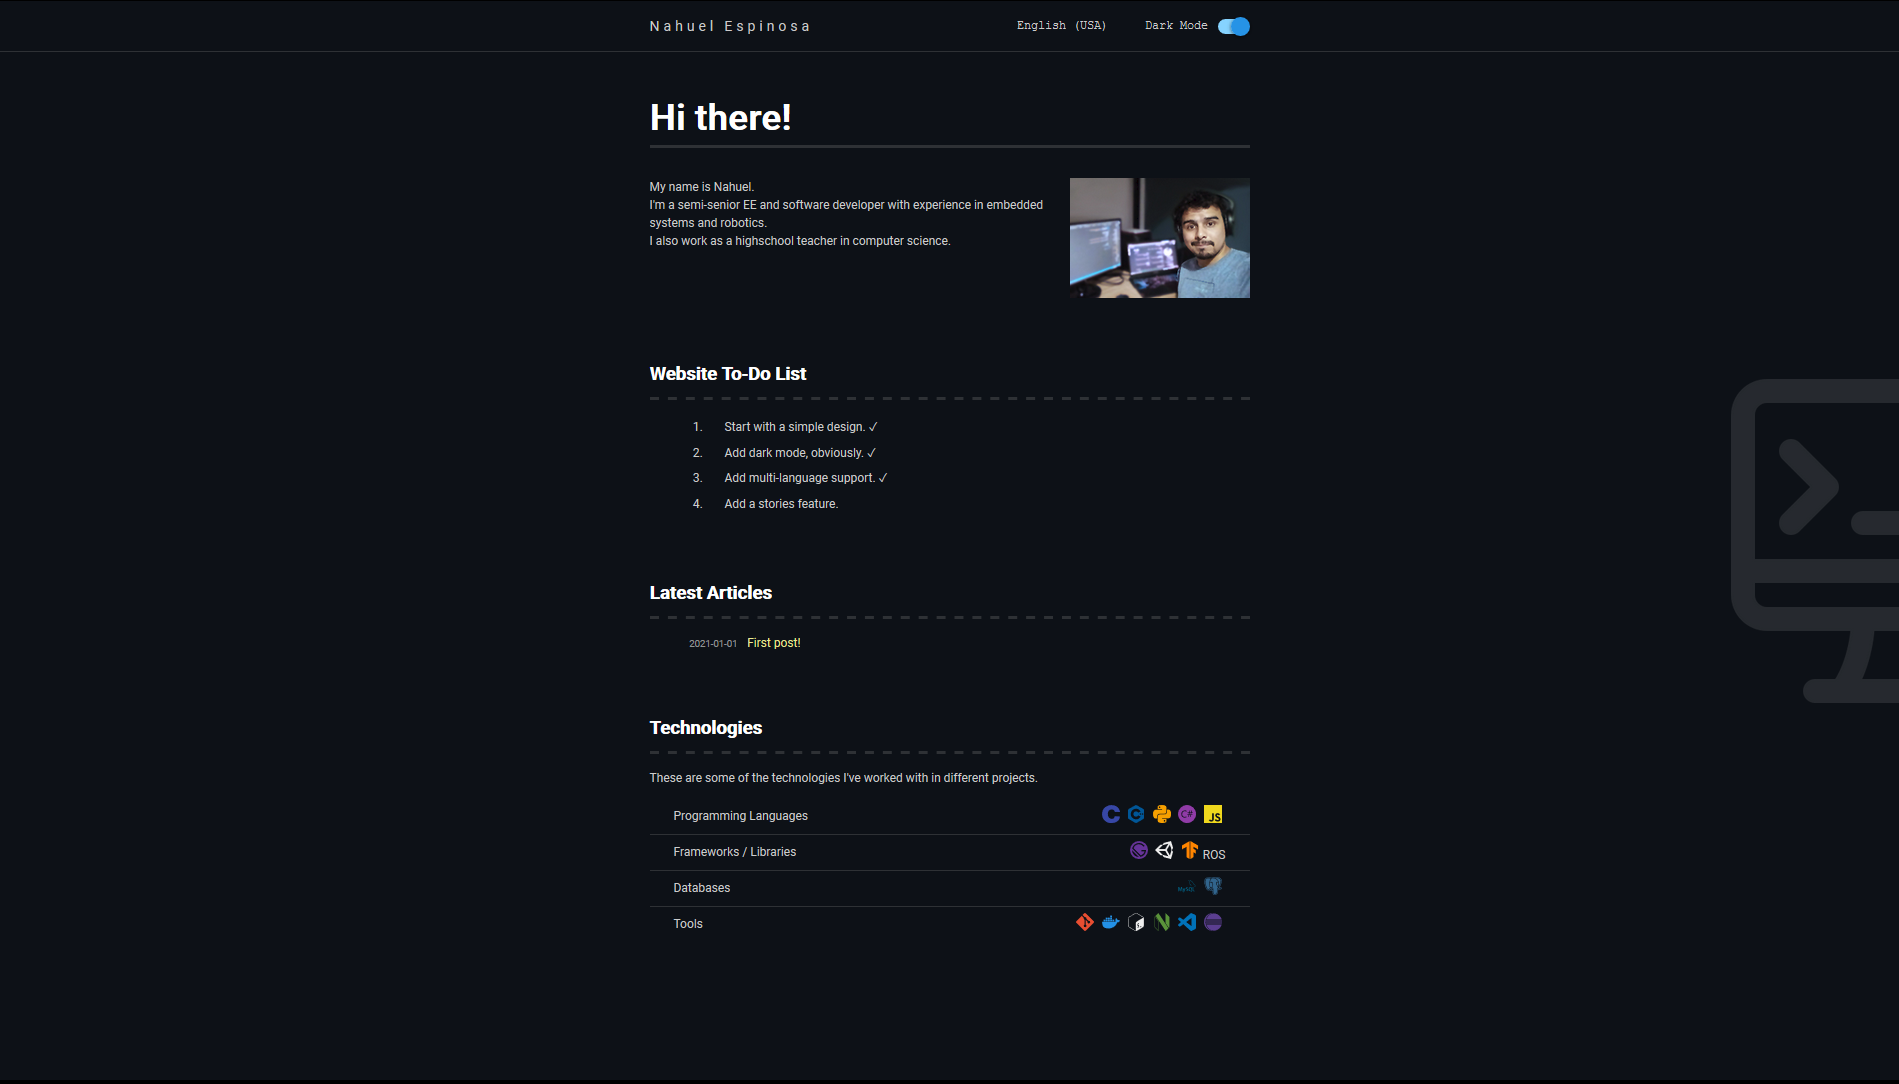 Nahuel Espinosa
English (USA)
Dark Mode
Hi there!
My name is Nahuel.
I'm a semi-senior EE and software developer with experience in embedded
systems and robotics.
I also work as a highschool teacher in computer science.
Website To-Do List
1. Start with a simple design. ✓
2. Add dark mode, obviously. ✓
3. Add multi-language support. ✓
4. Add a stories feature.
Latest Articles
2021-01-01 First post!
Technologies
These are some of the technologies I've worked with in different projects.
Programming Languages C C# JS
Frameworks / Libraries ROS
Databases MySQL
Tools